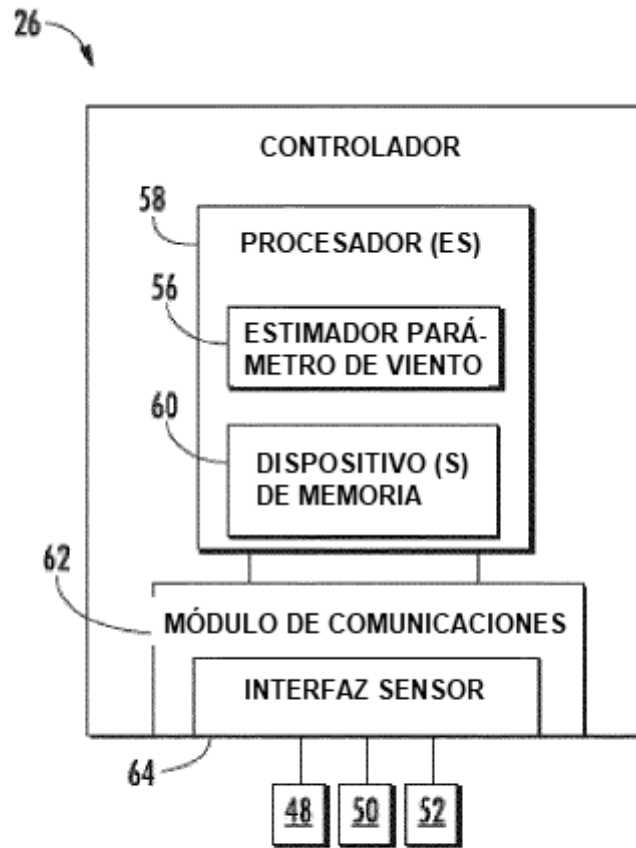 26
CONTROLADOR
58
PROCESADOR (ES)
56
ESTIMADOR PARÁ-
METRO DE VIENTO
60
DISPOSITIVO (S)
DE MEMORIA
62
MÓDULO DE COMUNICACIONES
INTERFAZ SENSOR
64
48 50 52